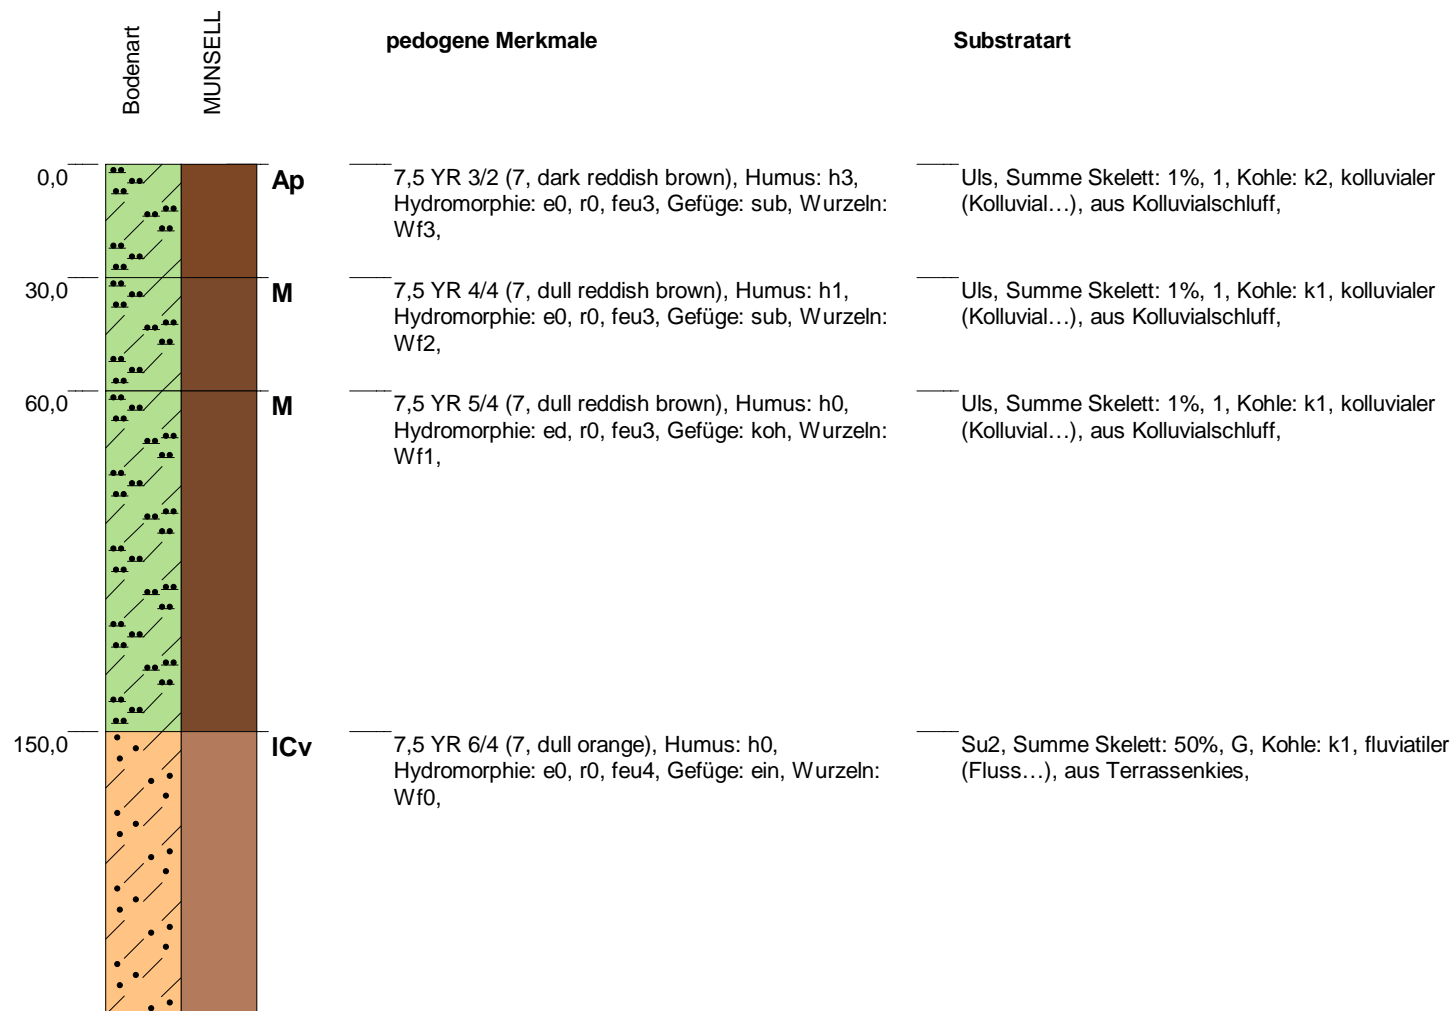 Bodenart
MUNSELL
pedogene Merkmale
Substratart
0,0
Ap
7,5 YR 3/2 (7, dark reddish brown), Humus: h3,
Hydromorphie: e0, r0, feu3, Gefüge: sub, Wurzeln:
Wf3,
Uls, Summe Skelett: 1%, 1, Kohle: k2, kolluvialer
(Kolluvial…), aus Kolluvialschluff,
30,0
M
7,5 YR 4/4 (7, dull reddish brown), Humus: h1,
Hydromorphie: e0, r0, feu3, Gefüge: sub, Wurzeln:
Wf2,
Uls, Summe Skelett: 1%, 1, Kohle: k1, kolluvialer
(Kolluvial…), aus Kolluvialschluff,
60,0
M
7,5 YR 5/4 (7, dull reddish brown), Humus: h0,
Hydromorphie: ed, r0, feu3, Gefüge: koh, Wurzeln:
Wf1,
Uls, Summe Skelett: 1%, 1, Kohle: k1, kolluvialer
(Kolluvial…), aus Kolluvialschluff,
150,0
ICv
7,5 YR 6/4 (7, dull orange), Humus: h0,
Hydromorphie: e0, r0, feu4, Gefüge: ein, Wurzeln:
Wf0,
Su2, Summe Skelett: 50%, G, Kohle: k1, fluviatiler
(Fluss…), aus Terrassenkies,